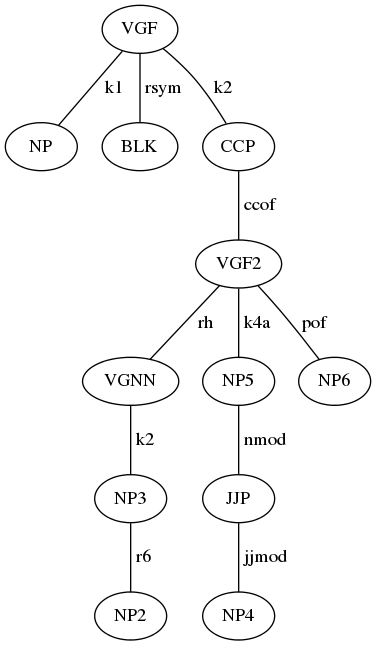 VGF
k1 rsym k2
NP BLK CCP
ccof
VGF2
rh k4a pof
VGNN NP5 NP6
k2 nmod
NP3 JJP
r6 jjmod
NP2 NP4